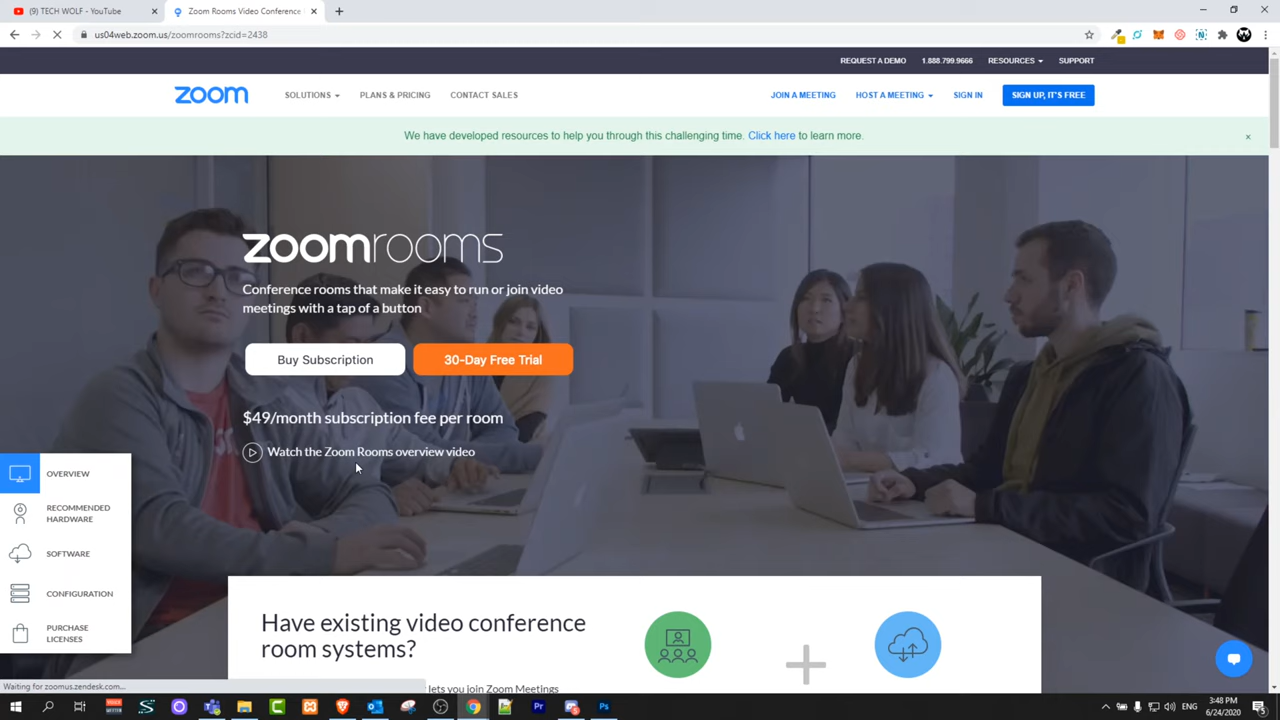 (9) TECH WOLF - YouTube
Zoom Rooms Video Conference
us04web.zoom.us/zoomrooms?zcid=2438
REQUEST A DEMO 1.888.799.9666 RESOURCES SUPPORT
zoom SOLUTIONS PLANS & PRICING CONTACT SALES JOIN A MEETING HOST A MEETING SIGN IN SIGN UP, IT'S FREE
We have developed resources to help you through this challenging time. Click here to learn more. ×
zoomrooms
Conference rooms that make it easy to run or join video
meetings with a tap of a button
Buy Subscription 30-Day Free Trial
$49/month subscription fee per room
Watch the Zoom Rooms overview video
OVERVIEW
RECOMMENDED
HARDWARE
SOFTWARE
CONFIGURATION
PURCHASE
LICENSES
Have existing video conference
room systems?
lets you join Zoom Meetings
Waiting for zoomus.zendesk.com...
ENG
3:48 PM
6/24/2020